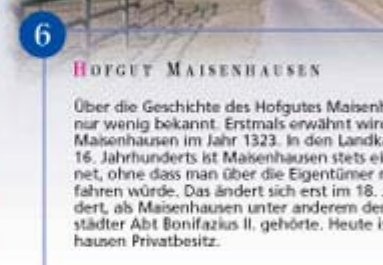 6
HOFGUT MAISENHAUSEN
Über die Geschichte des Hofgutes Maisenh
nur wenig bekannt. Erstmals erwähnt wird
Maisenhausen im Jahr 1323. In den Landka
16. Jahrhunderts ist Maisenhausen stets ei
net, ohne dass man über die Eigentümer
fahren würde. Das ändert sich erst im 18.
dert, als Maisenhausen unter anderem de
städter Abt Bonifazius II. gehörte. Heute i
hausen Privatbesitz.